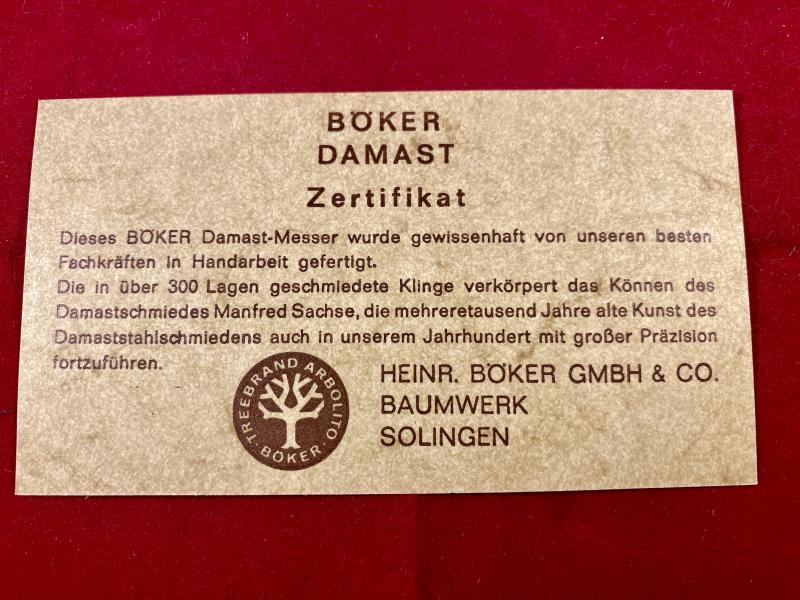 BÖKER
DAMAST
Zertifikat
Dieses BÖKER Damast-Messer wurde gewissenhaft von unseren besten
Fachkräften in Handarbeit gefertigt.
Die in über 300 Lagen geschmiedete Klinge verkörpert das Können des
Damastschmiedes Manfred Sachse, die mehreretausend Jahre alte Kunst des
Damaststahlschmiedens auch in unserem Jahrhundert mit großer Präzision
fortzuführen.
TREEBRAND ARBOLITO
· BÖKER ·
HEINR. BÖKER GMBH & CO.
BAUMWERK
SOLINGEN